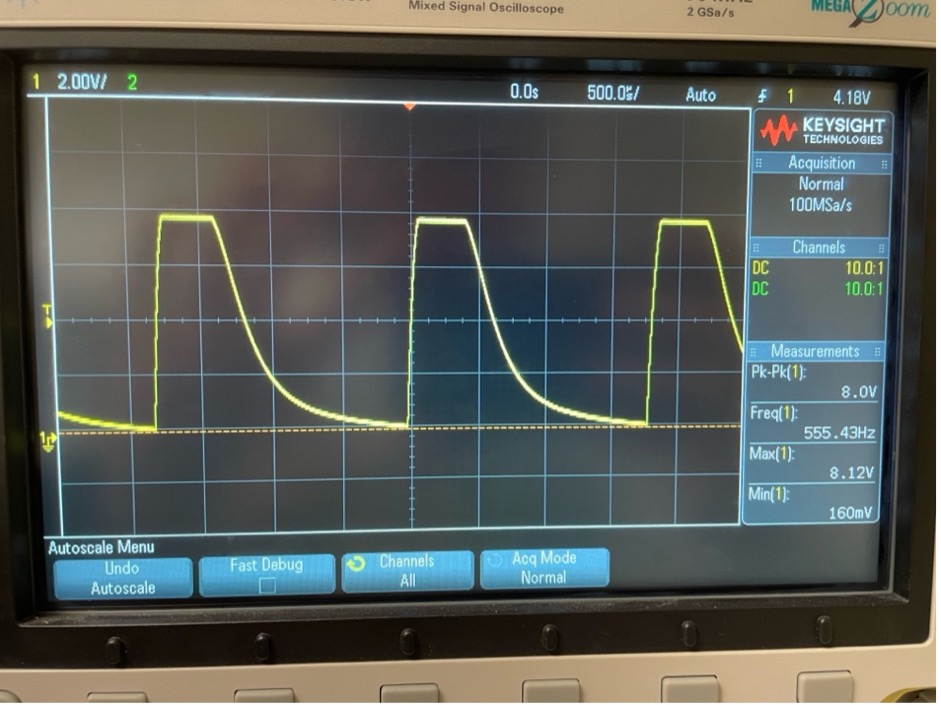 Mixed Signal Oscilloscope
2 GSa/s
MEGA Zoom
1 2.00V/ 2 0.0s 500.0µs/ Auto 1 4.18V
KEYSIGHT
TECHNOLOGIES
Acquisition
Normal
100MSa/s
Channels
DC 10.0:1
DC 10.0:1
T
Measurements
Pk-Pk(1):
8.0V
Freq(1):
555.43Hz
Max(1):
8.12V
Min(1):
160mV
1
Autoscale Menu
Undo
Autoscale
Fast Debug
Channels
All
Acq Mode
Normal